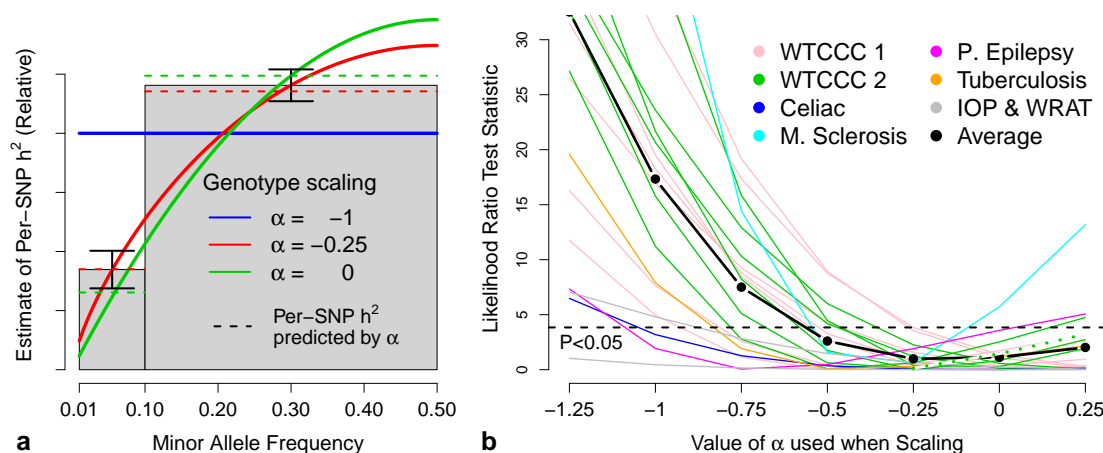 Estimate of Per−SNP h² (Relative)
Genotype scaling
α = −1
α = −0.25
α = 0
Per−SNP h²
predicted by α
0.01 0.10 0.20 0.30 0.40 0.50
Minor Allele Frequency
a
Likelihood Ratio Test Statistic
30
25
20
15
10
5
0
WTCCC 1
WTCCC 2
Celiac
M. Sclerosis
P. Epilepsy
Tuberculosis
IOP & WRAT
Average
P<0.05
−1.25 −1 −0.75 −0.5 −0.25 0 0.25
Value of α used when Scaling
b